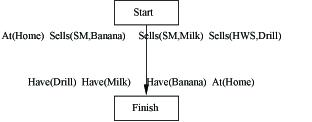 Start
At(Home) Sells(SM,Banana) Sells(SM,Milk) Sells(HWS,Drill)
Have(Drill) Have(Milk) Have(Banana) At(Home)
Finish